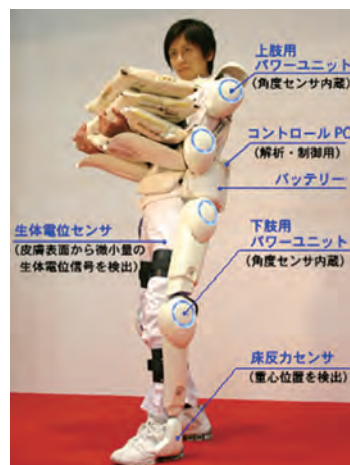 上肢用
パワーユニット
(角度センサ内蔵)
コントロール PC
(解析・制御用)
バッテリー
生体電位センサ
(皮膚表面から微小量の
生体電位信号を検出)
下肢用
パワーユニット
(角度センサ内蔵)
床反力センサ
(重心位置を検出)